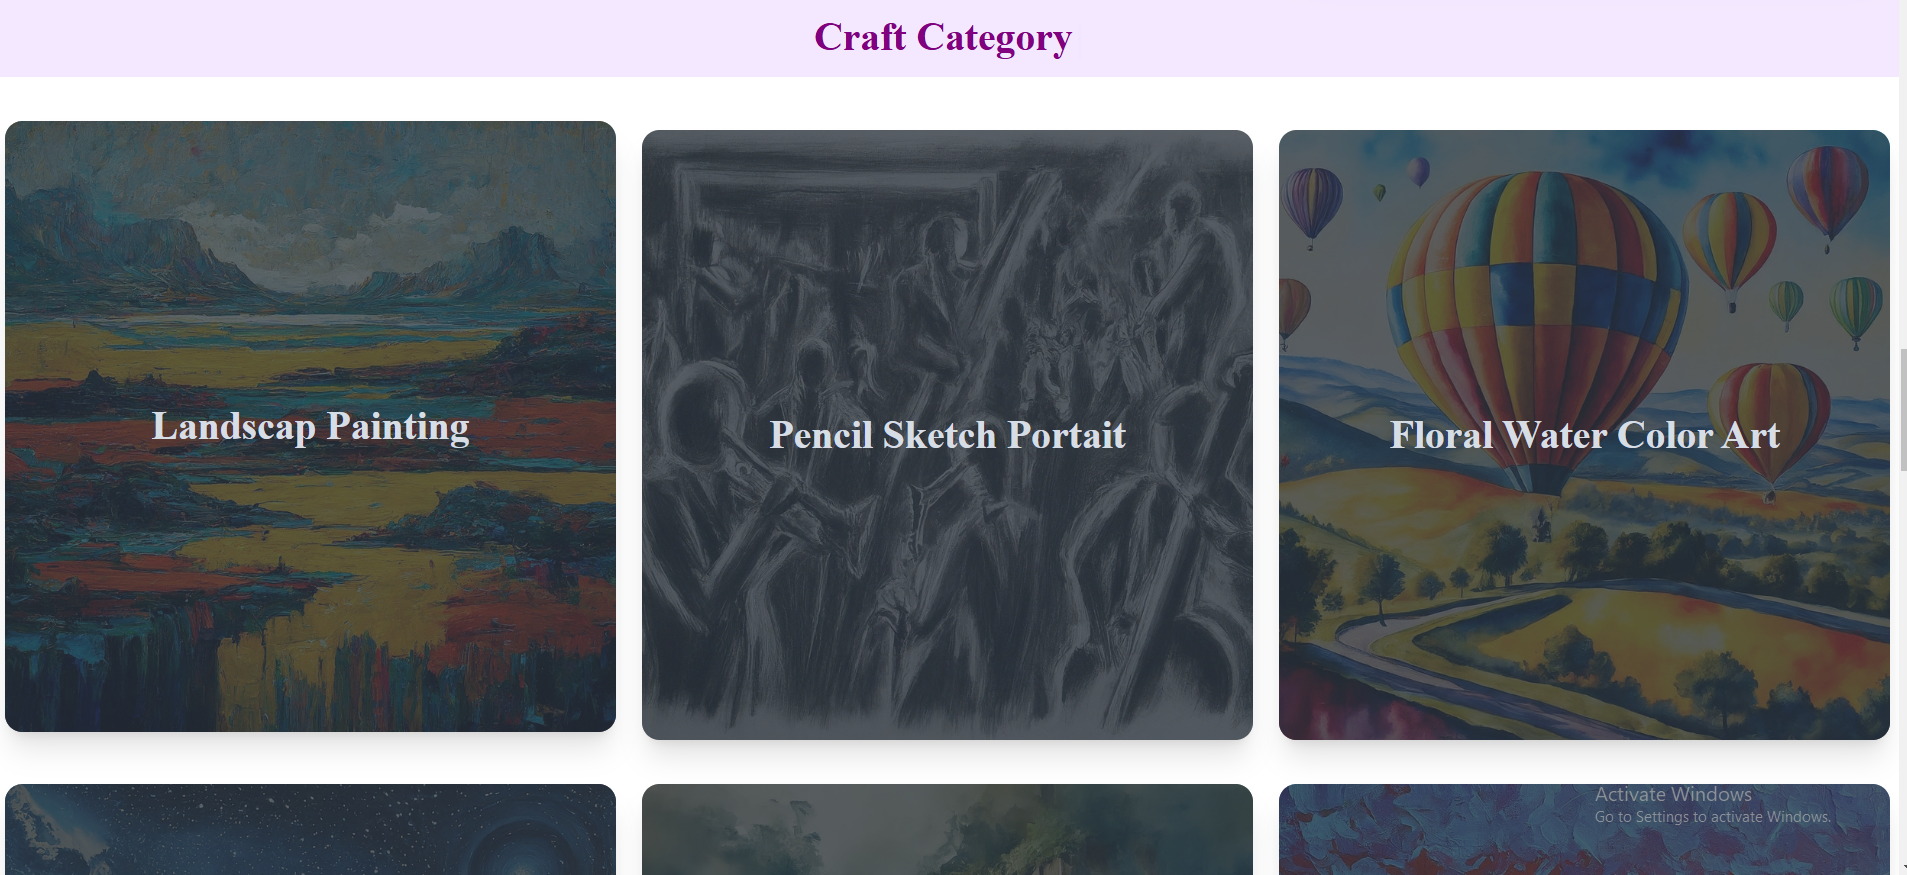 Craft Category
Landscap Painting
Pencil Sketch Portait
Floral Water Color Art
Activate Windows
Go to Settings to activate Windows.